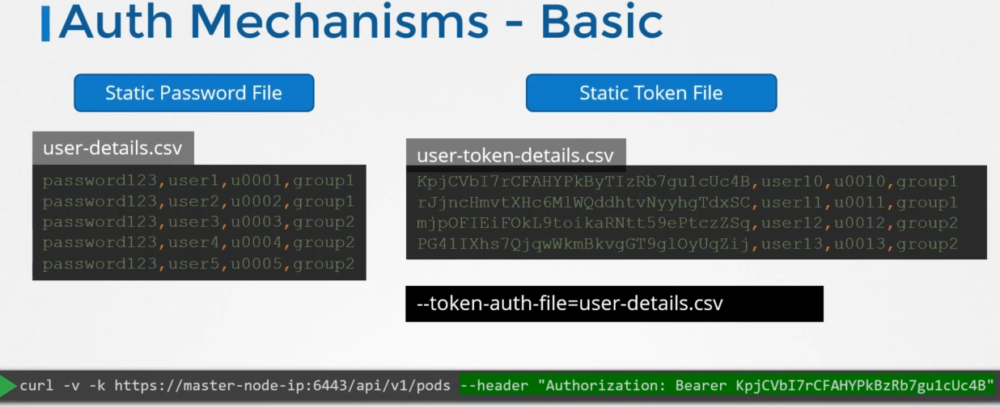 Auth Mechanisms - Basic
Static Password File
Static Token File
user-details.csv
password123,user1,u0001,group1
password123,user2,u0002,group1
password123,user3,u0003,group2
password123,user4,u0004,group2
password123,user5,u0005,group2
user-token-details.csv
KpjCVbI7rCFAHYPkByTIzRb7gu1cUc4B,user10,u0010,group1
rJjncHmvtXHc6MlWQddhtvNyyhgTdxSC,user11,u0011,group1
mjpOFIEiFOkL9toikaRNtt59ePtczZSq,user12,u0012,group2
PG41IXhs7QjqwWkmBkvgGT9glOyUqZij,user13,u0013,group2
--token-auth-file=user-details.csv
curl -v -k https://master-node-ip:6443/api/v1/pods --header "Authorization: Bearer KpjCVbI7rCFAHYPkBzRb7gu1cUc4B"